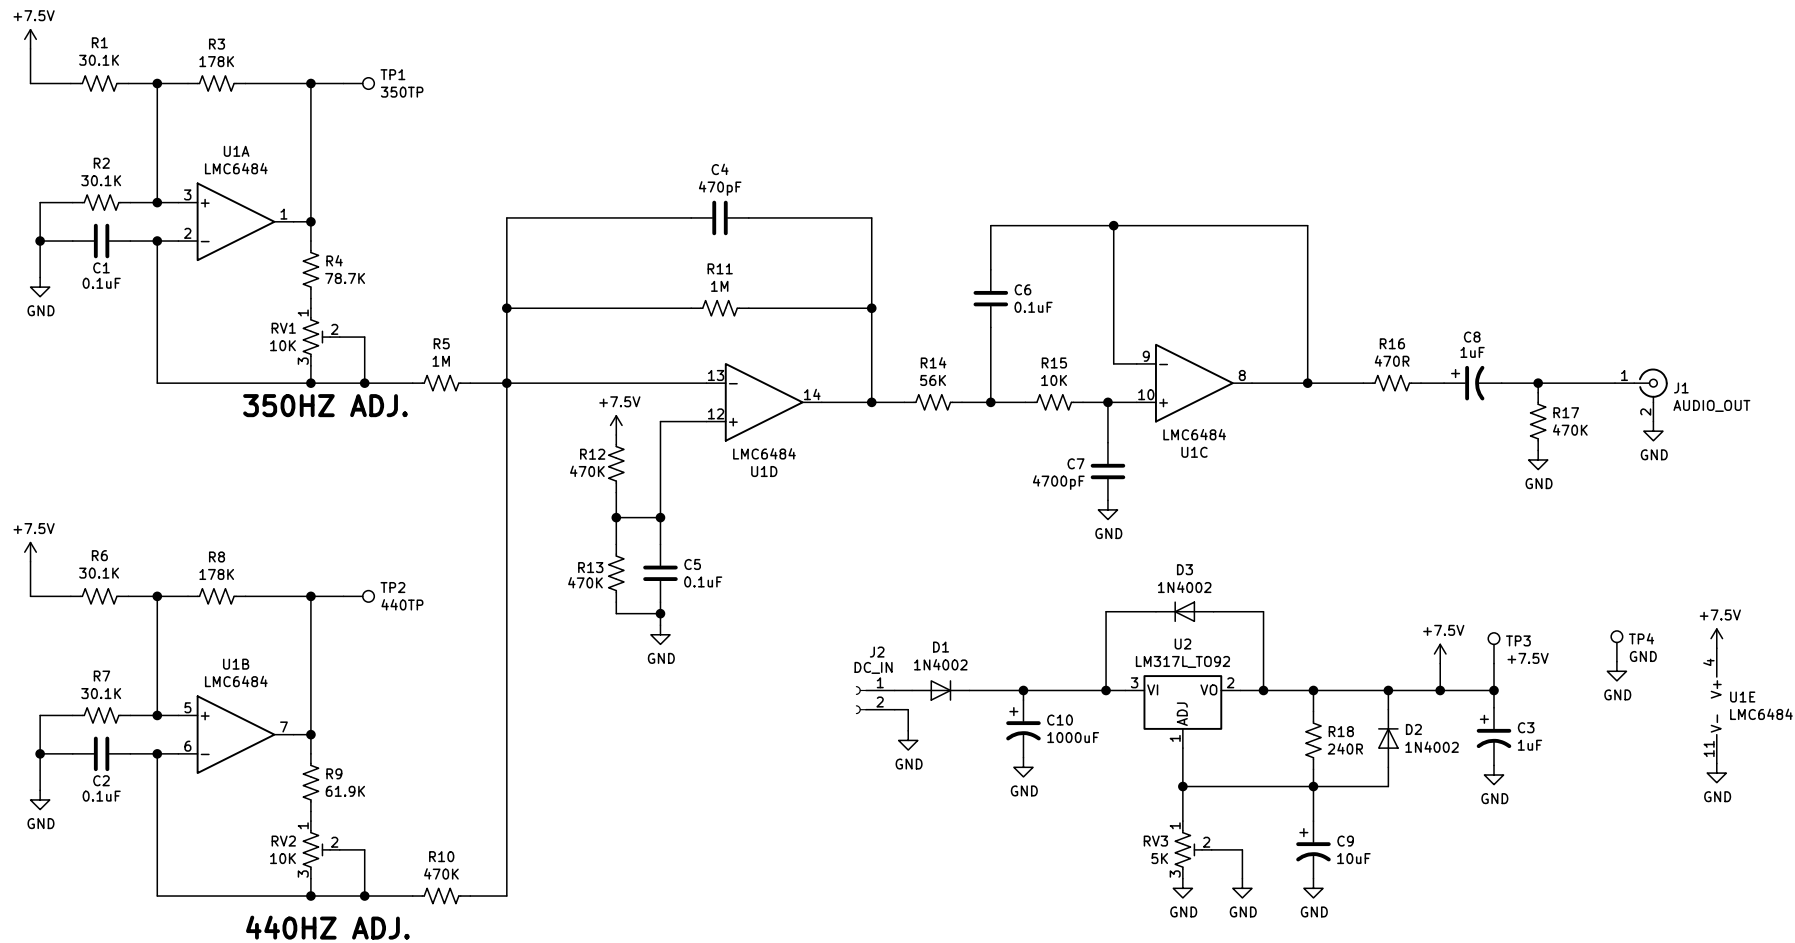 +7.5V
R1
30.1K
R3
178K
TP1
350TP
U1A
LMC6484
R2
30.1K
3
+
2
−
1
C1
0.1uF
GND
R4
78.7K
1
RV1
10K
2
3
350HZ ADJ.
R5
1M
C4
470pF
R11
1M
13
−
12
+
14
LMC6484
U1D
+7.5V
R12
470K
R13
470K
C5
0.1uF
GND
R14
56K
C6
0.1uF
R15
10K
9
−
10
+
8
LMC6484
U1C
C7
4700pF
GND
R16
470R
C8
1uF
+
R17
470K
GND
1
J1
AUDIO_OUT
2
GND
+7.5V
R6
30.1K
R8
178K
TP2
440TP
U1B
LMC6484
R7
30.1K
5
+
6
−
7
C2
0.1uF
GND
R9
61.9K
1
RV2
10K
2
3
R10
470K
440HZ ADJ.
J2
DC_IN
1
2
GND
D1
1N4002
+
C10
1000uF
GND
D3
1N4002
U2
LM317L_TO92
3
VI
VO
2
ADJ
1
R18
240R
D2
1N4002
+7.5V
TP3
+7.5V
+
C3
1uF
GND
1
RV3
5K
2
3
GND
GND
+
C9
10uF
GND
TP4
GND
GND
+7.5V
4
V+
U1E
LMC6484
V−
11
GND